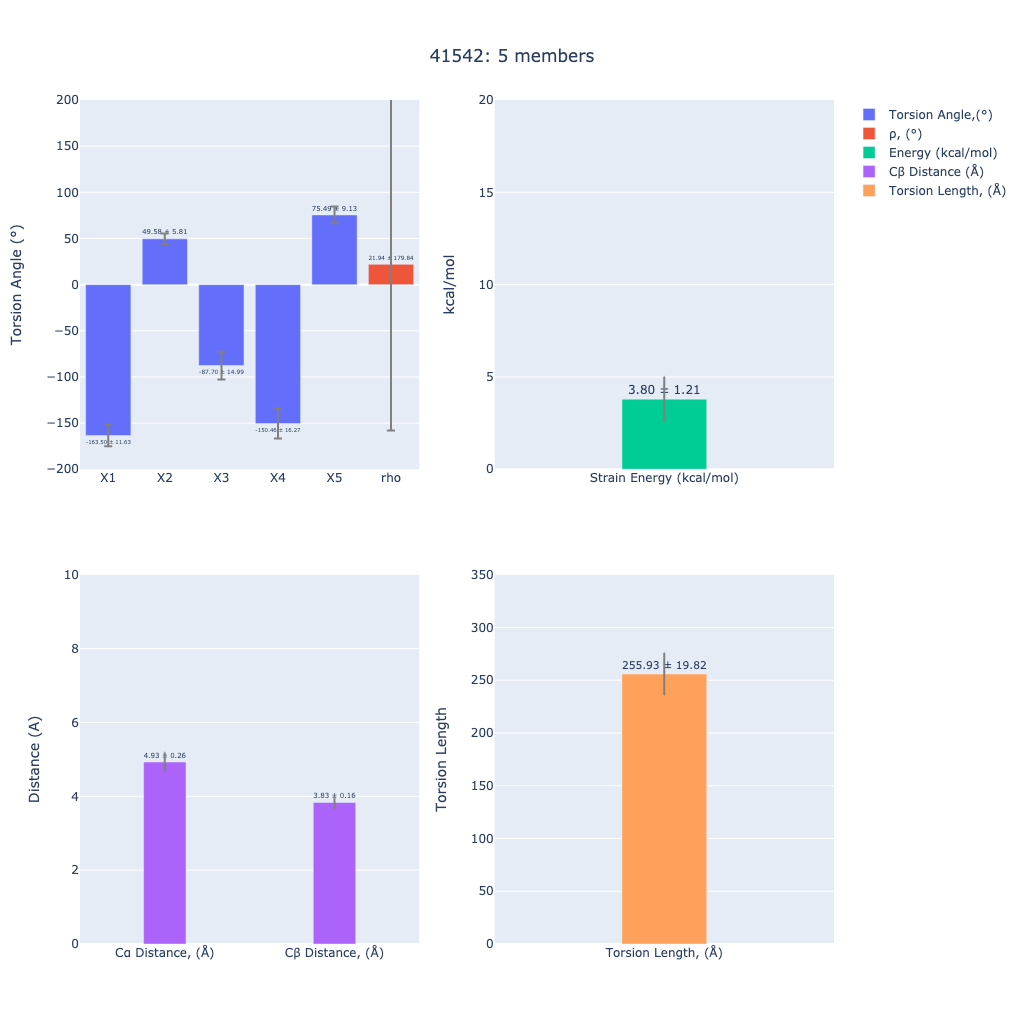 41542: 5 members
Torsion Angle (°)
200
150
100
50
0
−50
−100
−150
−200
-163.50 ± 11.63
49.58 ± 5.81
-87.70 ± 14.99
-150.46 ± 16.27
75.49 ± 9.13
21.94 ± 179.84
X1 X2 X3 X4 X5 rho
kcal/mol
20
15
10
5
0
3.80 ± 1.21
Strain Energy (kcal/mol)
Torsion Angle,(°)
ρ, (°)
Energy (kcal/mol)
Cβ Distance (Å)
Torsion Length, (Å)
Distance (A)
10
8
6
4
2
0
4.93 ± 0.26
3.83 ± 0.16
Cα Distance, (Å) Cβ Distance, (Å)
Torsion Length
350
300
250
200
150
100
50
0
255.93 ± 19.82
Torsion Length, (Å)